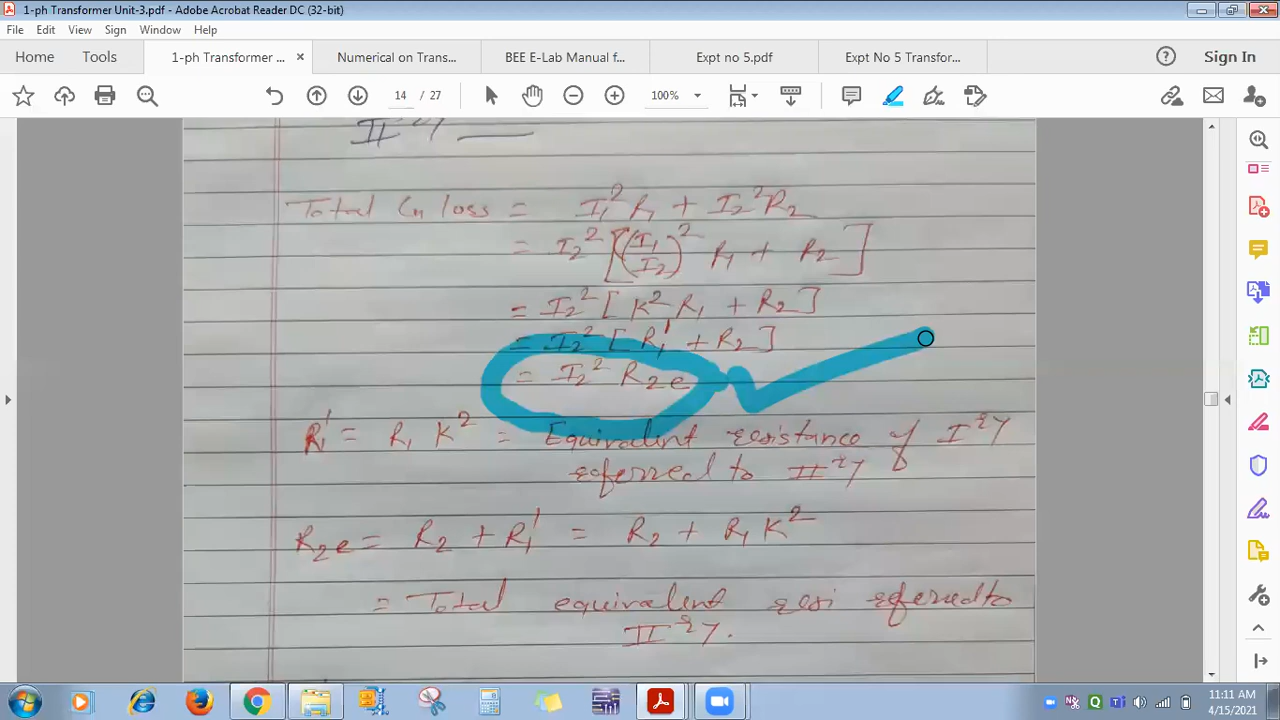 1-ph Transformer Unit-3.pdf - Adobe Acrobat Reader DC (32-bit)
File Edit View Sign Window Help
Home Tools 1-ph Transformer ... × Numerical on Trans... BEE E-Lab Manual f... Expt no 5.pdf Expt No 5 Transfor... Sign In
14 / 27 100%
II ry
Total Cu loss = I₁² R₁ + I₂² R₂
= I₂² [(I₁/I₂)² R₁ + R₂]
= I₂² [K² R₁ + R₂]
= I₂² [R₁' + R₂]
= I₂² R₂e
R₁' = R₁ K² = Equivalent resistance of I ry
referred to II ry
R₂e = R₂ + R₁' = R₂ + R₁ K²
= Total equivalent resi referred to
II ry.
11:11 AM
4/15/2021